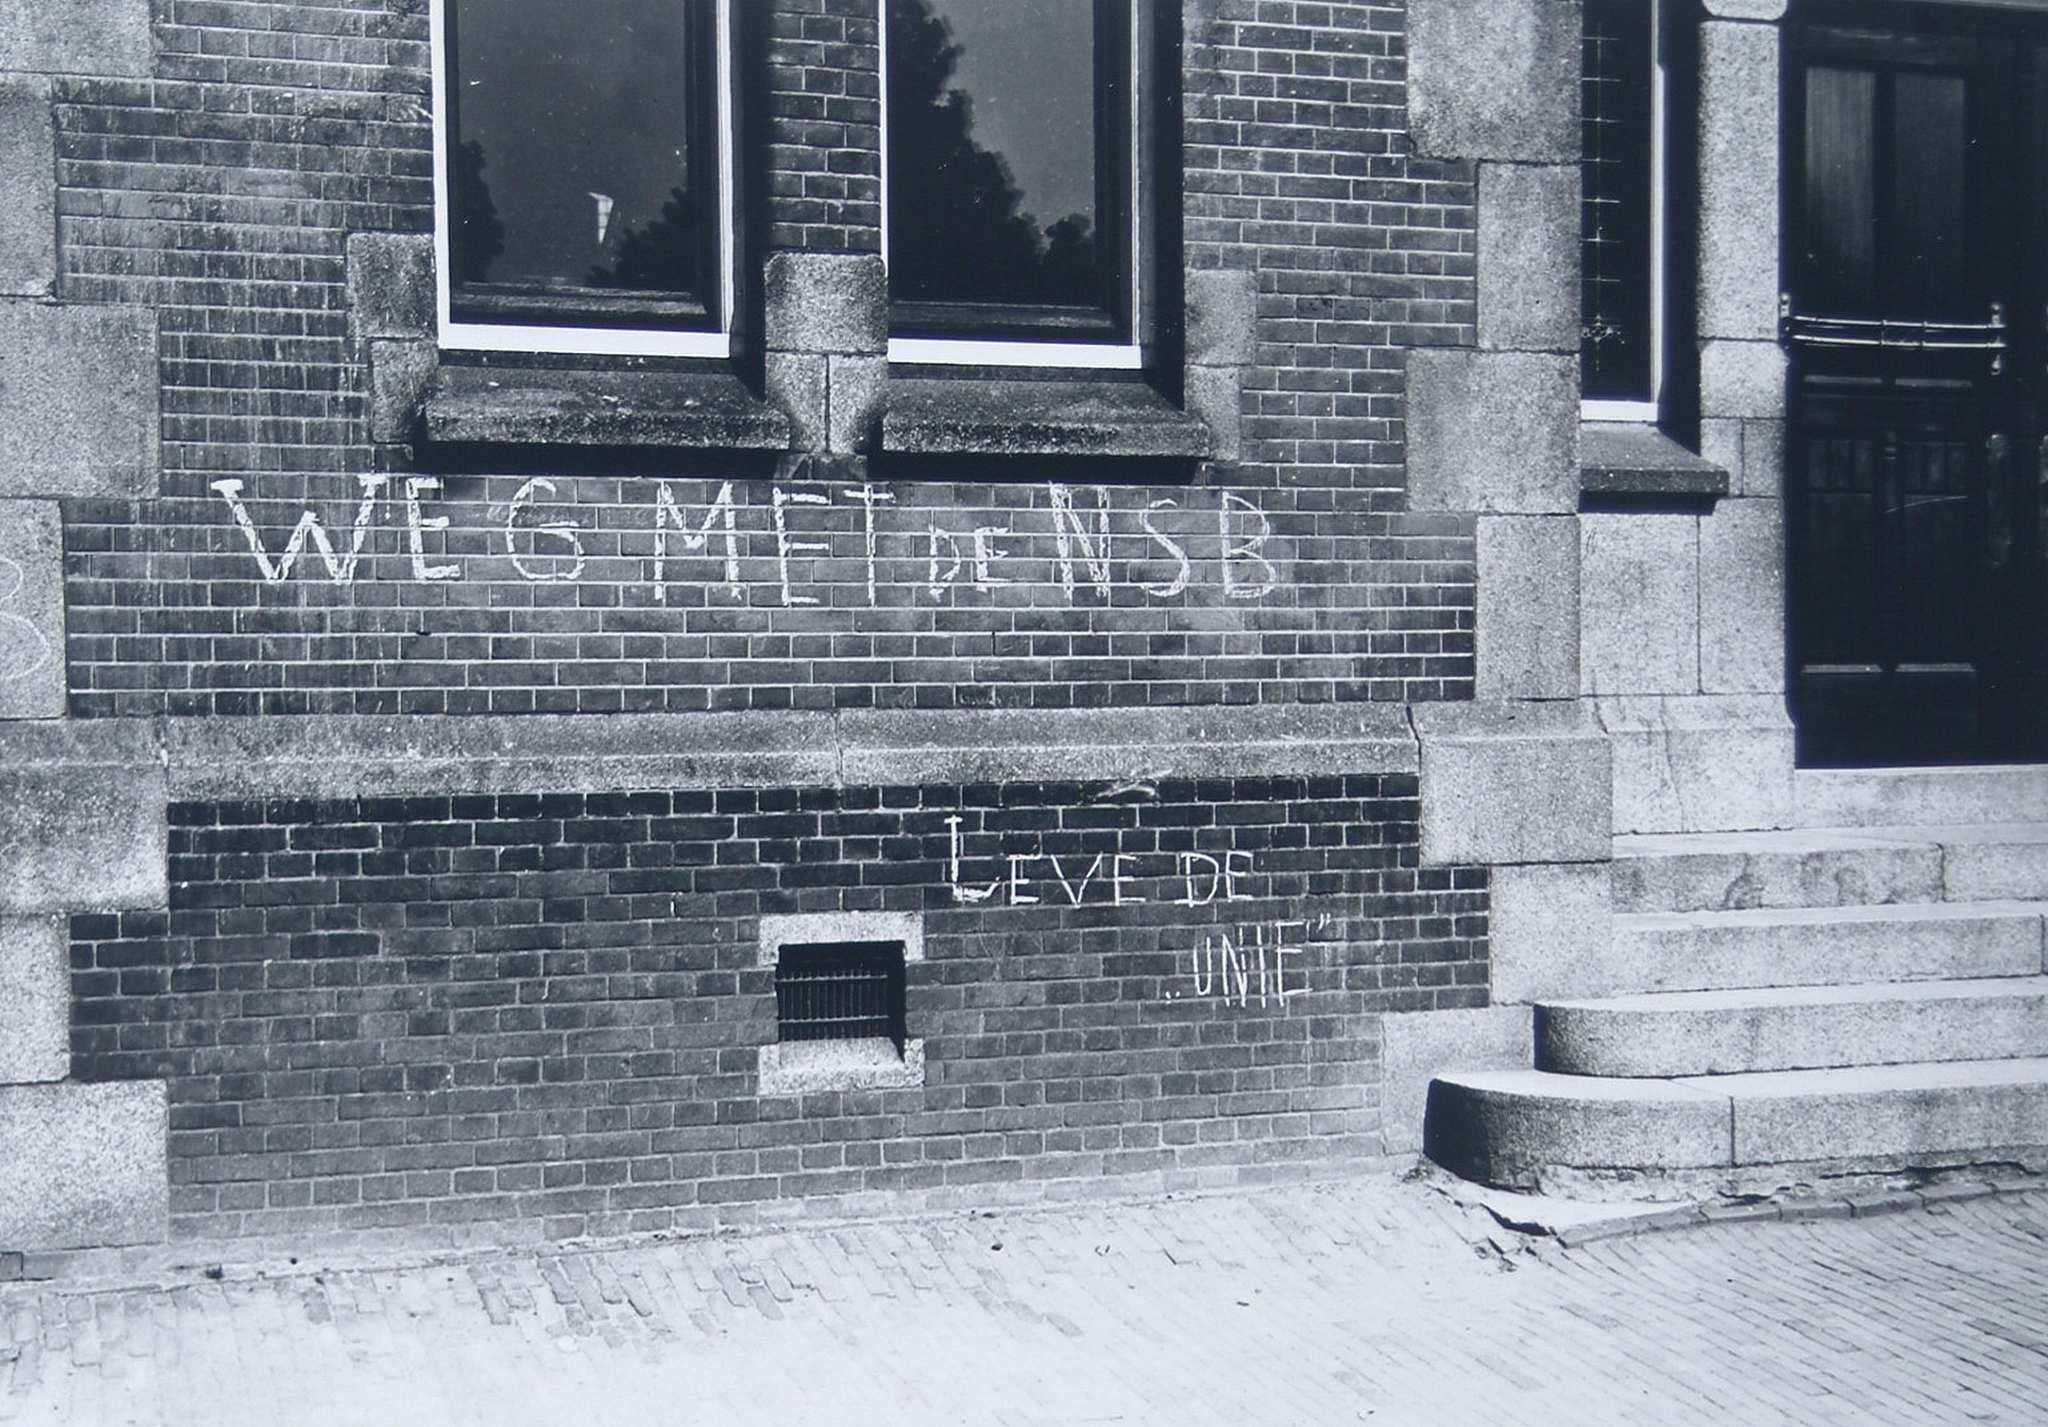 WEG MET DE NSB
LEVE DE
„UNIE”